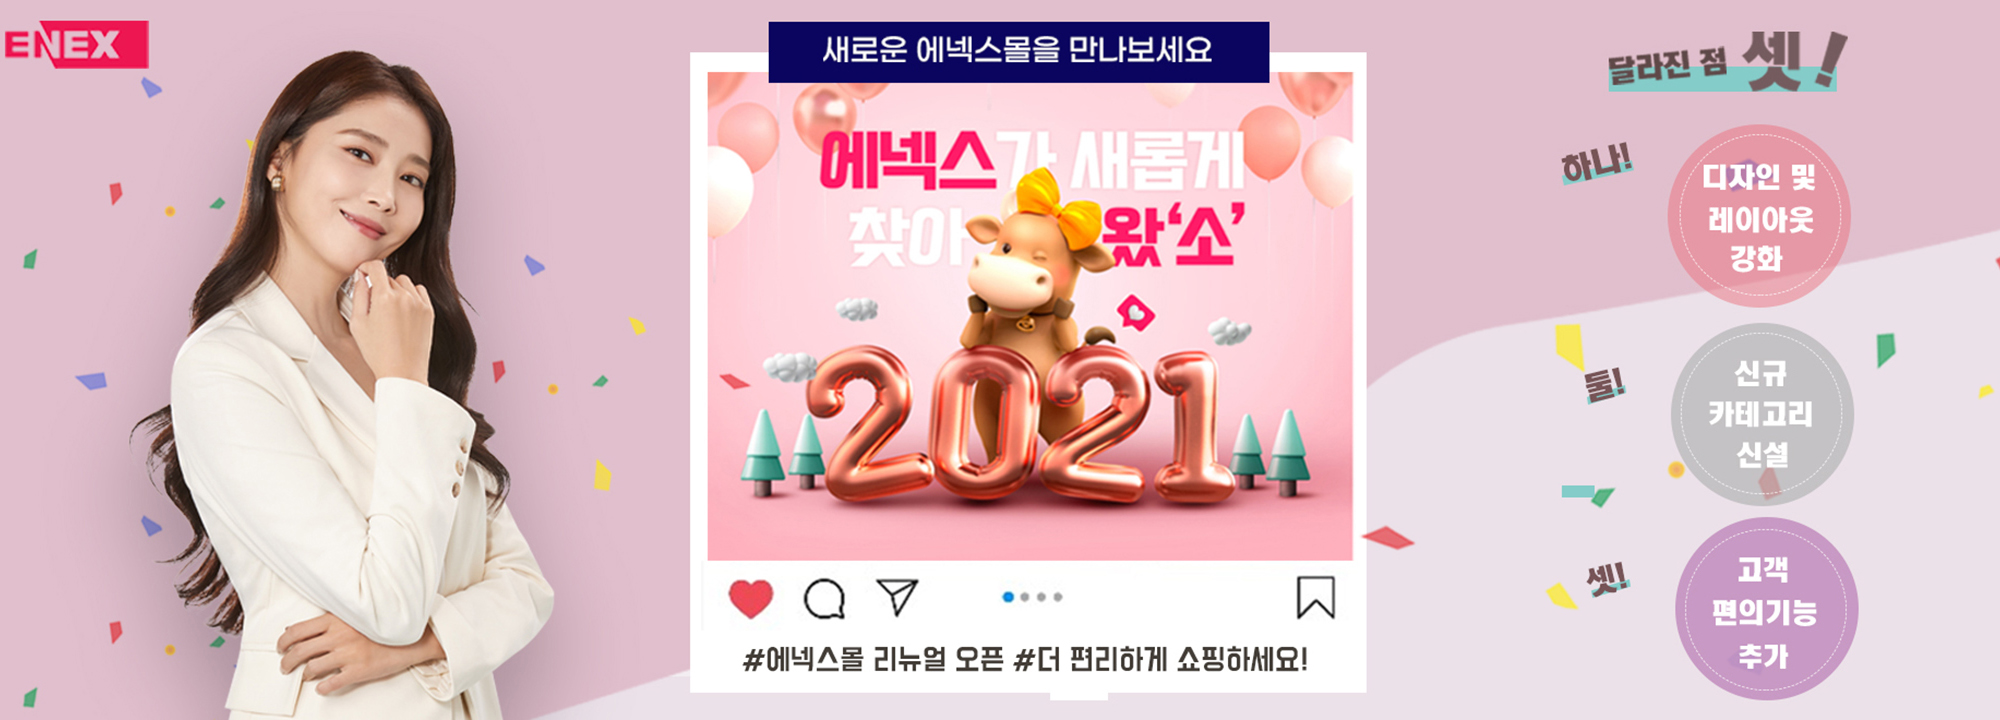 ENEX
새로운 에넥스몰을 만나보세요
에넥스가 새롭게
찾아왔'소'
2021
#에넥스몰 리뉴얼 오픈 #더 편리하게 쇼핑하세요!
달라진 점 셋!
하나!
디자인 및
레이아웃
강화
둘!
신규
카테고리
신설
셋!
고객
편의기능
추가